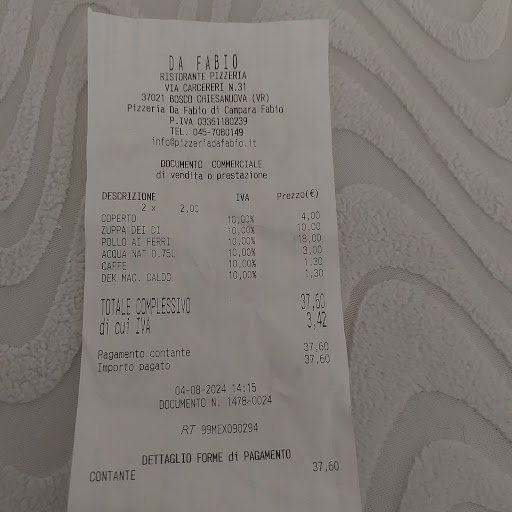 DA FABIO
RISTORANTE PIZZERIA
VIA CARCERERI N.31
37021 BOSCO CHIESANUOVA (VR)
Pizzeria Da Fabio di Campara Fabio
P.IVA 03351180239
TEL. 045-7080149
info@pizzeriadafabio.it
DOCUMENTO COMMERCIALE
di vendita o prestazione
DESCRIZIONE IVA Prezzo(€)
2 x 2,00
COPERTO 10,00% 4,00
ZUPPA DEI DI 10,00% 10,00
POLLO AI FERRI 10,00% 18,00
ACQUA NAT 0.75L 10,00% 3,00
CAFFE 10,00% 1,30
DEK MAC. CALDO 10,00% 1,30
TOTALE COMPLESSIVO 37,60
di cui IVA 3,42
Pagamento contante 37,60
Importo pagato 37,60
04-08-2024 14:15
DOCUMENTO N. 1478-0024
RT 99MEX090294
DETTAGLIO FORME di PAGAMENTO
CONTANTE 37,60